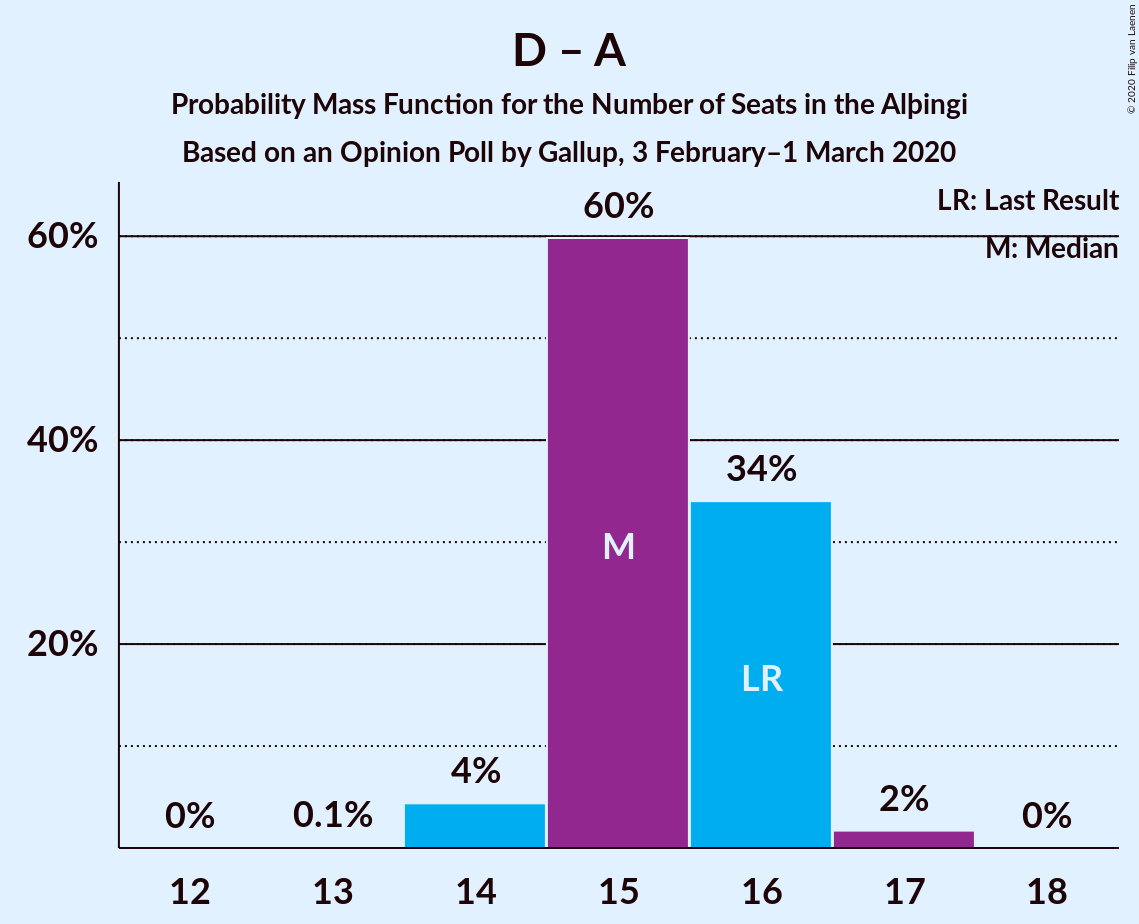 D – A
Probability Mass Function for the Number of Seats in the Alþingi
Based on an Opinion Poll by Gallup, 3 February–1 March 2020
© 2020 Filip van Laenen
LR: Last Result
M: Median
60%
40%
20%
0%
0.1%
4%
60%
34%
2%
0%
M
LR
12
13
14
15
16
17
18